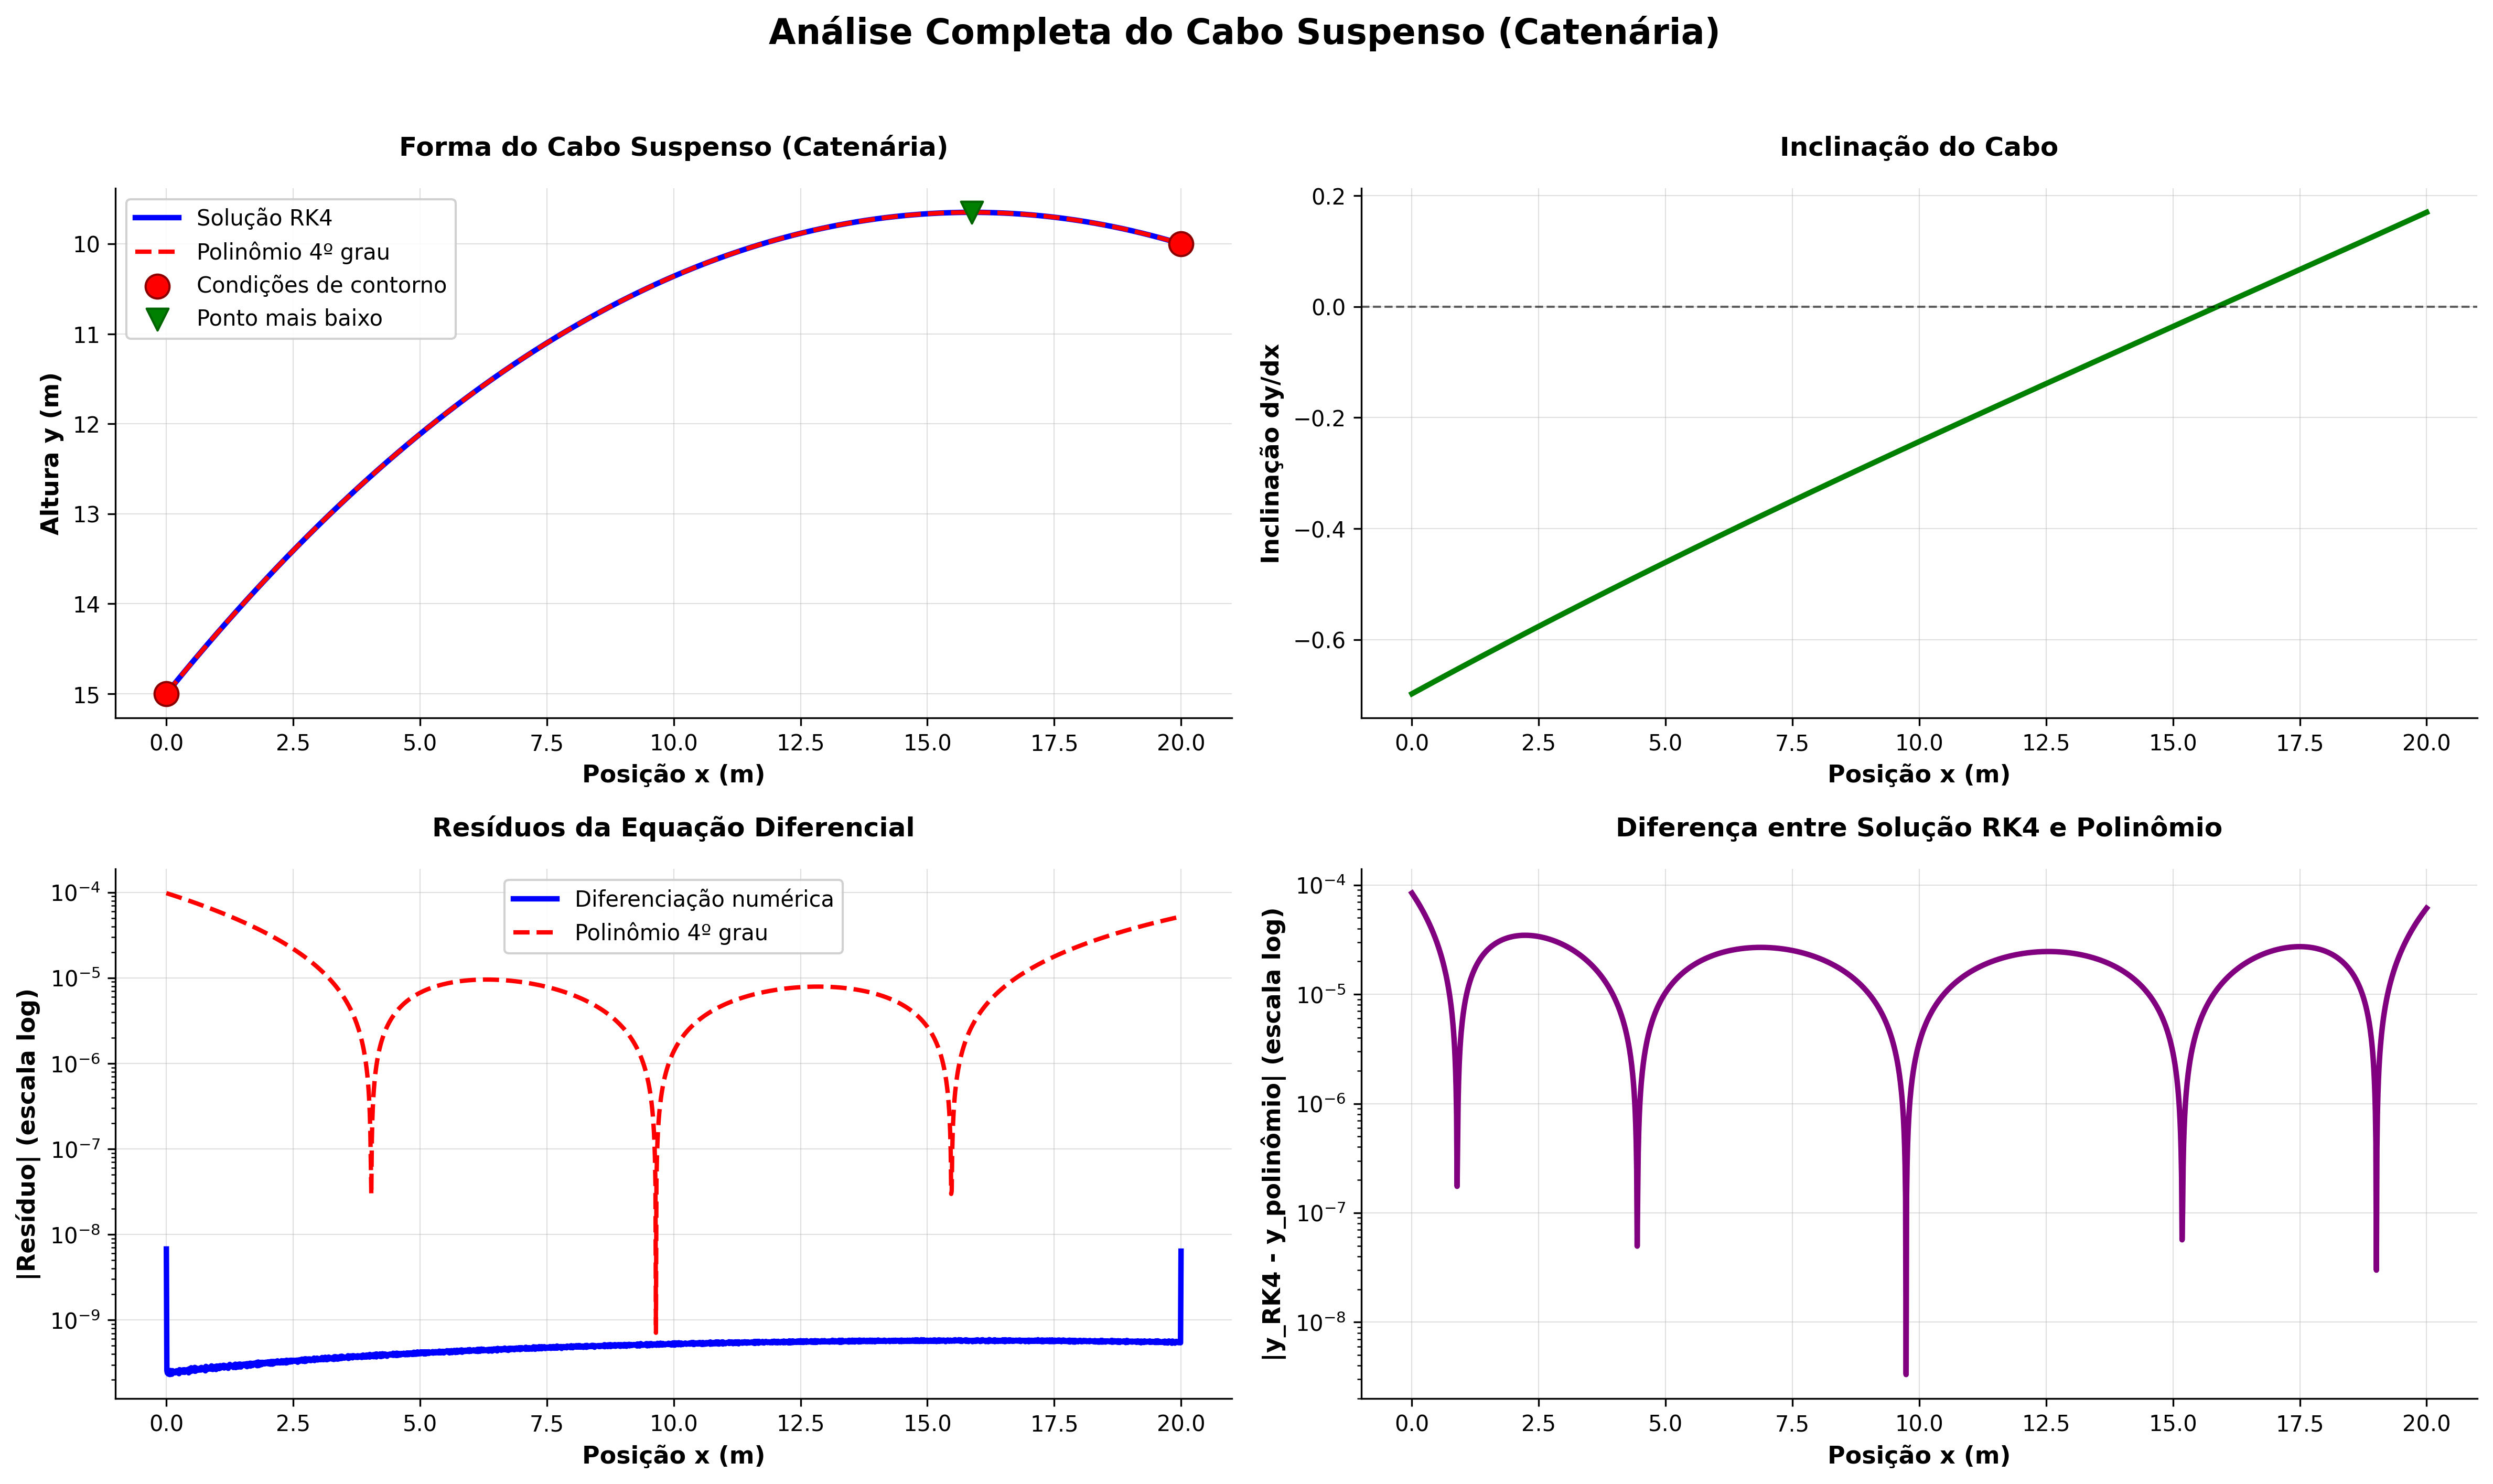 Análise Completa do Cabo Suspenso (Catenária)
Forma do Cabo Suspenso (Catenária)
Solução RK4
Polinômio 4º grau
Condições de contorno
Ponto mais baixo
Altura y (m)
10
11
12
13
14
15
0.0 2.5 5.0 7.5 10.0 12.5 15.0 17.5 20.0
Posição x (m)
Inclinação do Cabo
Inclinação dy/dx
0.2
0.0
−0.2
−0.4
−0.6
0.0 2.5 5.0 7.5 10.0 12.5 15.0 17.5 20.0
Posição x (m)
Resíduos da Equação Diferencial
Diferenciação numérica
Polinômio 4º grau
|Resíduo| (escala log)
10⁻⁴
10⁻⁵
10⁻⁶
10⁻⁷
10⁻⁸
10⁻⁹
0.0 2.5 5.0 7.5 10.0 12.5 15.0 17.5 20.0
Posição x (m)
Diferença entre Solução RK4 e Polinômio
|y_RK4 - y_polinômio| (escala log)
10⁻⁴
10⁻⁵
10⁻⁶
10⁻⁷
10⁻⁸
0.0 2.5 5.0 7.5 10.0 12.5 15.0 17.5 20.0
Posição x (m)